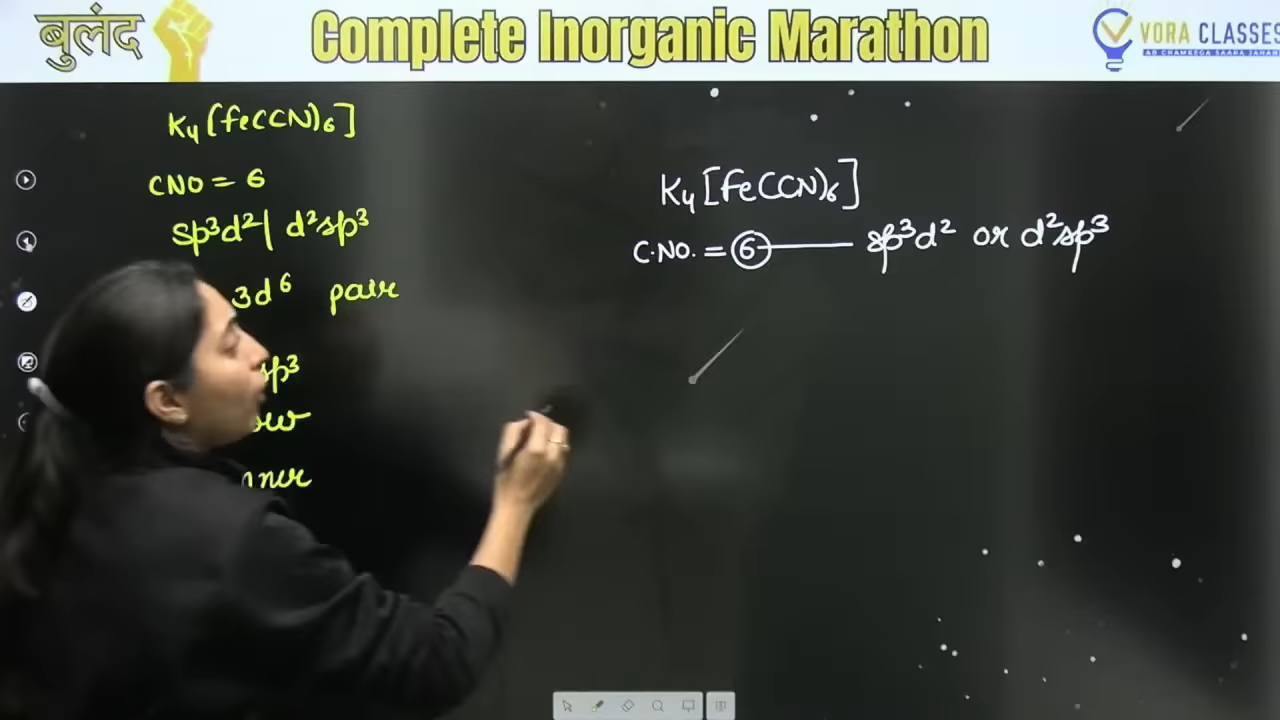 बुलंद
Complete Inorganic Marathon
VORA CLASSES
K4[Fe(CN)6]
CNO = 6
sp³d²| d²sp³
3d⁶ pair
sp³
K4[Fe(CN)6]
C.NO. = 6 sp³d² or d²sp³